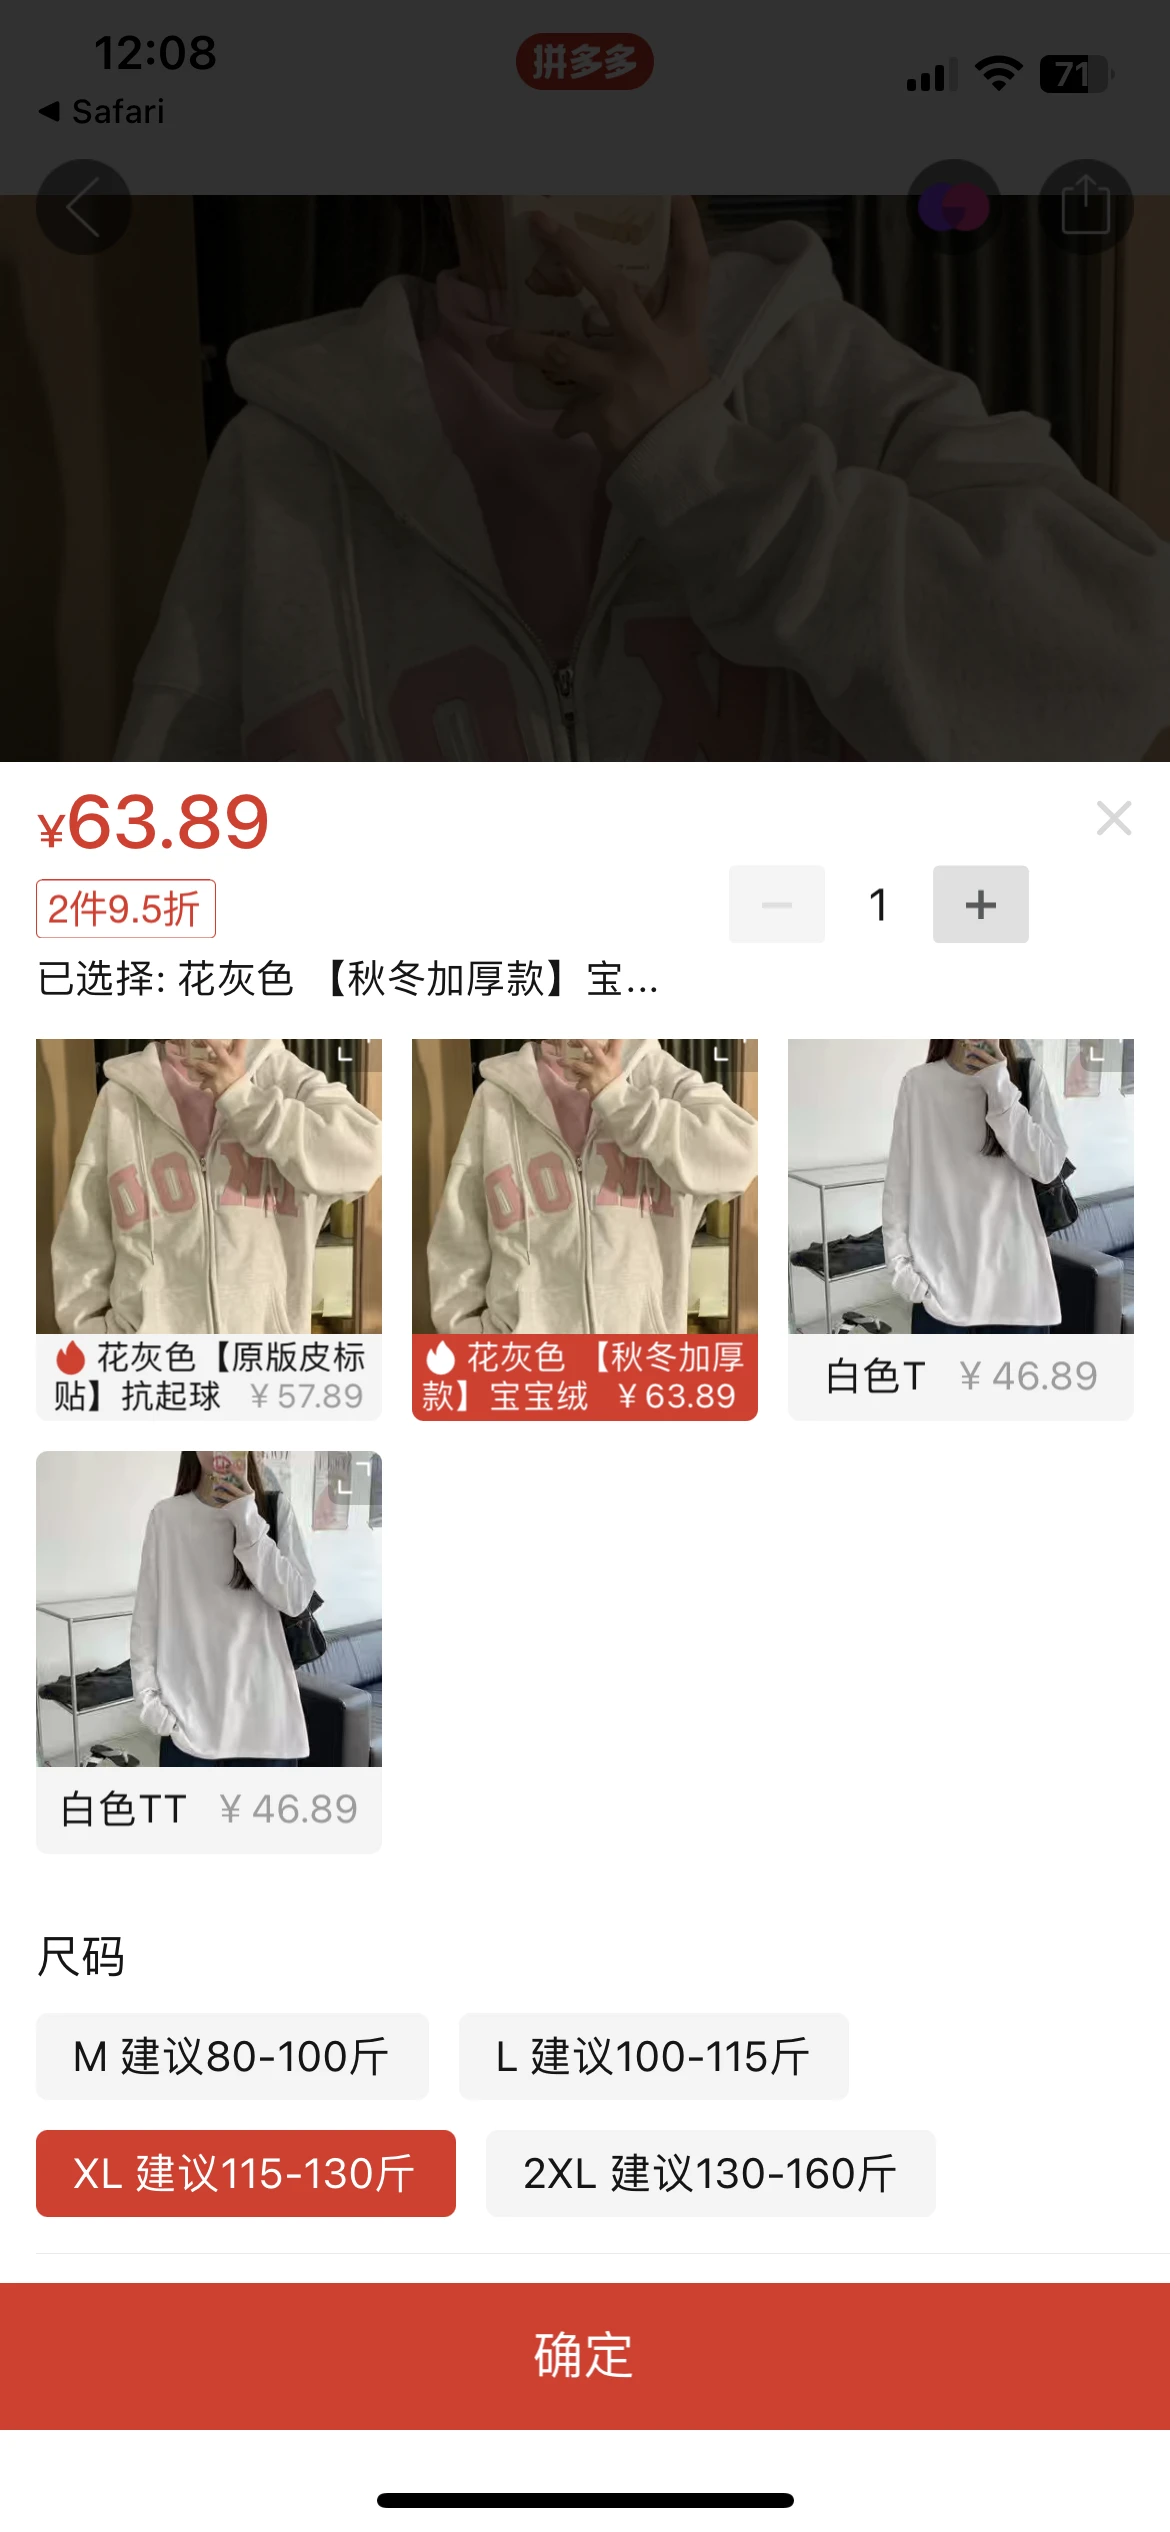 12:08
拼多多
71
Safari
¥63.89
2件9.5折
1
已选择: 花灰色 【秋冬加厚款】宝...
花灰色【原版皮标
贴】抗起球 ¥57.89
花灰色 【秋冬加厚
款】宝宝绒 ¥63.89
白色T ¥46.89
白色TT ¥46.89
尺码
M 建议80-100斤
L 建议100-115斤
XL 建议115-130斤
2XL 建议130-160斤
确定